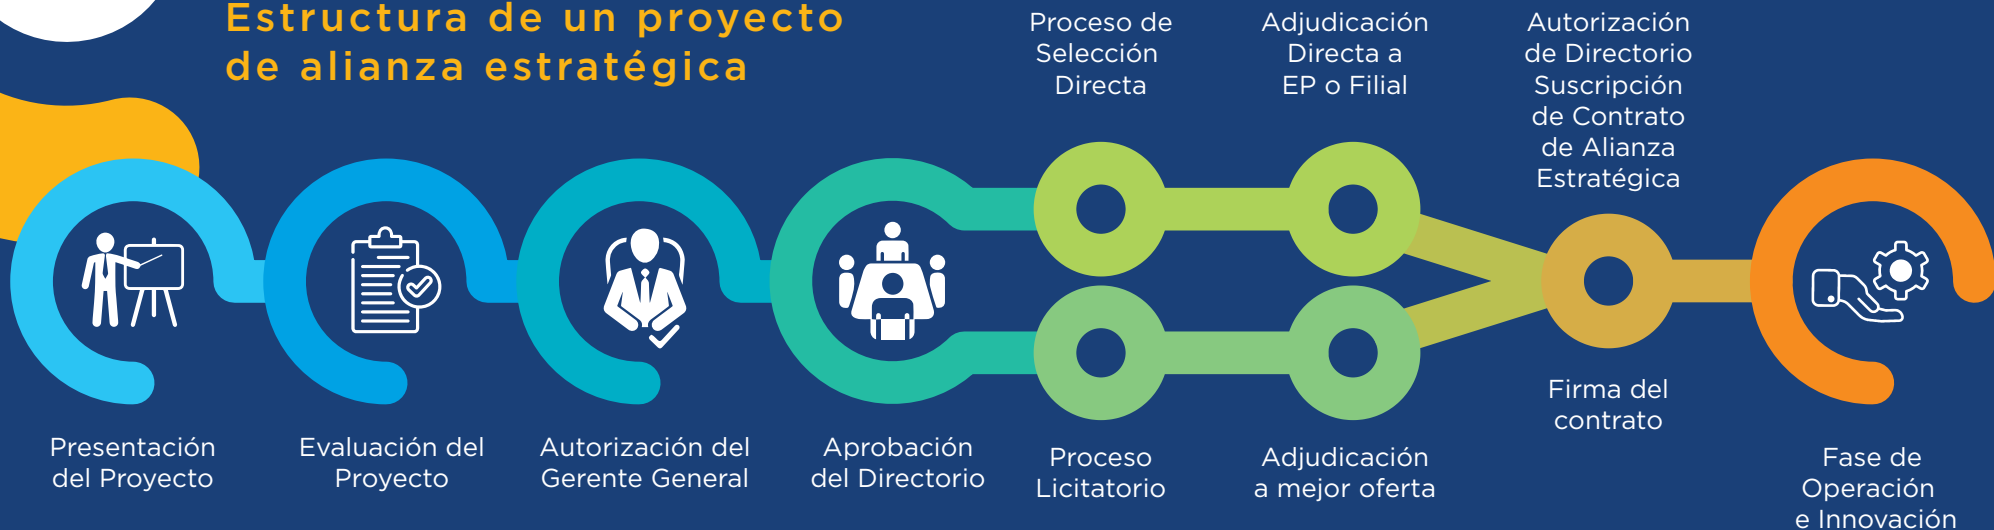 Estructura de un proyecto
de alianza estratégica
Presentación
del Proyecto
Evaluación del
Proyecto
Autorización del
Gerente General
Aprobación
del Directorio
Proceso de
Selección
Directa
Adjudicación
Directa a
EP o Filial
Proceso
Licitatorio
Adjudicación
a mejor oferta
Autorización
de Directorio
Suscripción
de Contrato
de Alianza
Estratégica
Firma del
contrato
Fase de
Operación
e Innovación